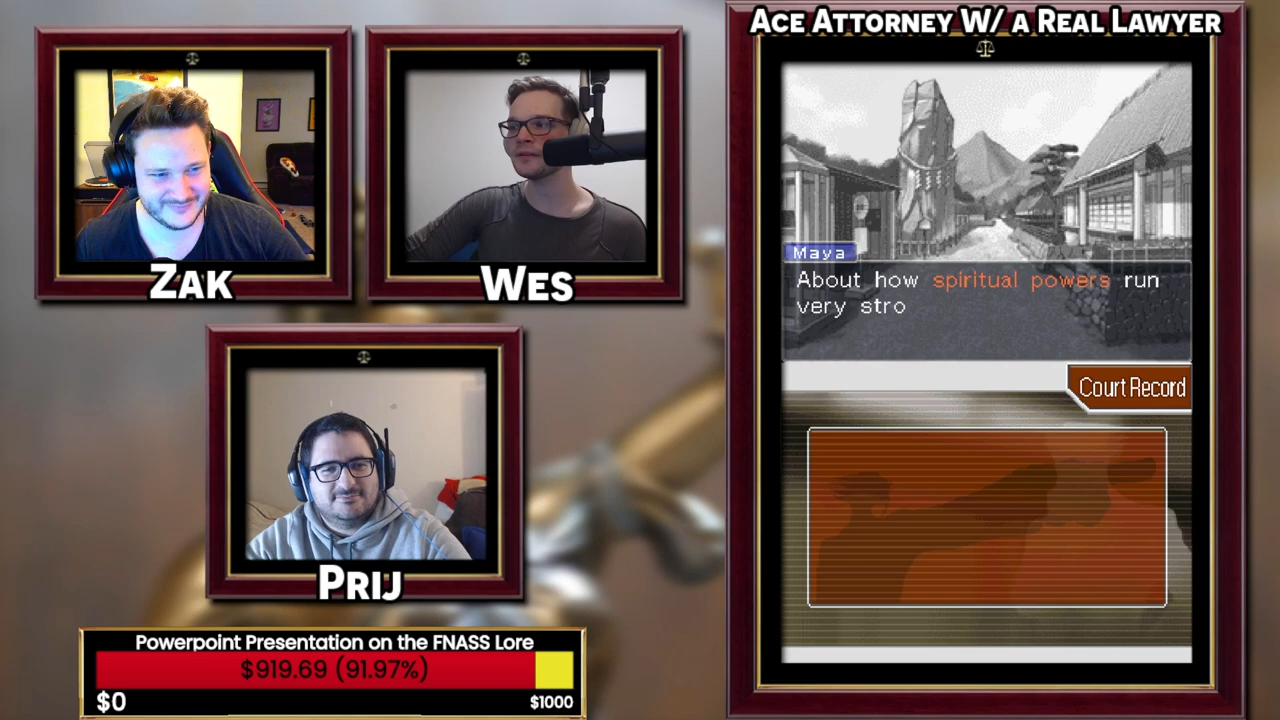 Ace Attorney W/ a Real Lawyer
Zak
Wes
Maya
About how spiritual powers run
very stro
Court Record
Prij
Powerpoint Presentation on the FNASS Lore
$919.69 (91.97%)
$0
$1000